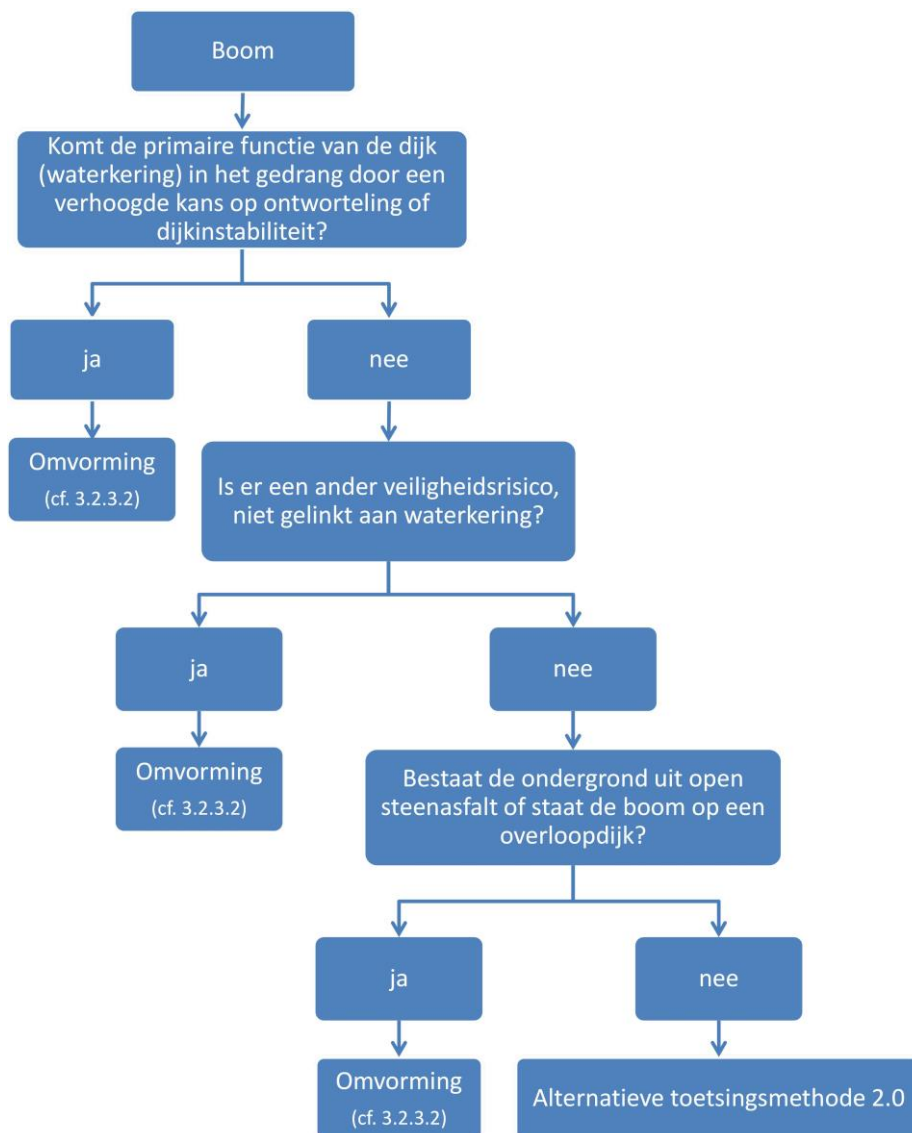 Boom
Komt de primaire functie van de dijk
(waterkering) in het gedrang door een
verhoogde kans op ontworteling of
dijkinstabiliteit?
ja
nee
Omvorming
(cf. 3.2.3.2)
Is er een ander veiligheidsrisico,
niet gelinkt aan waterkering?
ja
nee
Omvorming
(cf. 3.2.3.2)
Bestaat de ondergrond uit open
steenasfalt of staat de boom op een
overloopdijk?
ja
nee
Omvorming
(cf. 3.2.3.2)
Alternatieve toetsingsmethode 2.0